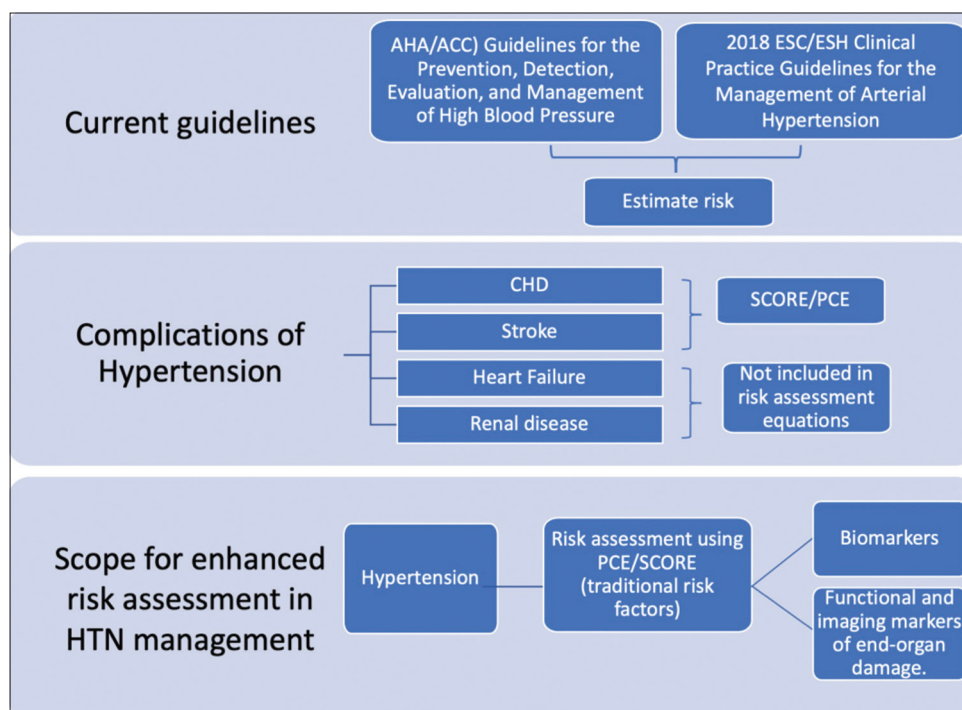 Current guidelines
AHA/ACC) Guidelines for the
Prevention, Detection,
Evaluation, and Management
of High Blood Pressure
2018 ESC/ESH Clinical
Practice Guidelines for the
Management of Arterial
Hypertension
Estimate risk
Complications of
Hypertension
CHD
Stroke
Heart Failure
Renal disease
SCORE/PCE
Not included in
risk assessment
equations
Scope for enhanced
risk assessment in
HTN management
Hypertension
Risk assessment using
PCE/SCORE
(traditional risk
factors)
Biomarkers
Functional and
imaging markers
of end-organ
damage.